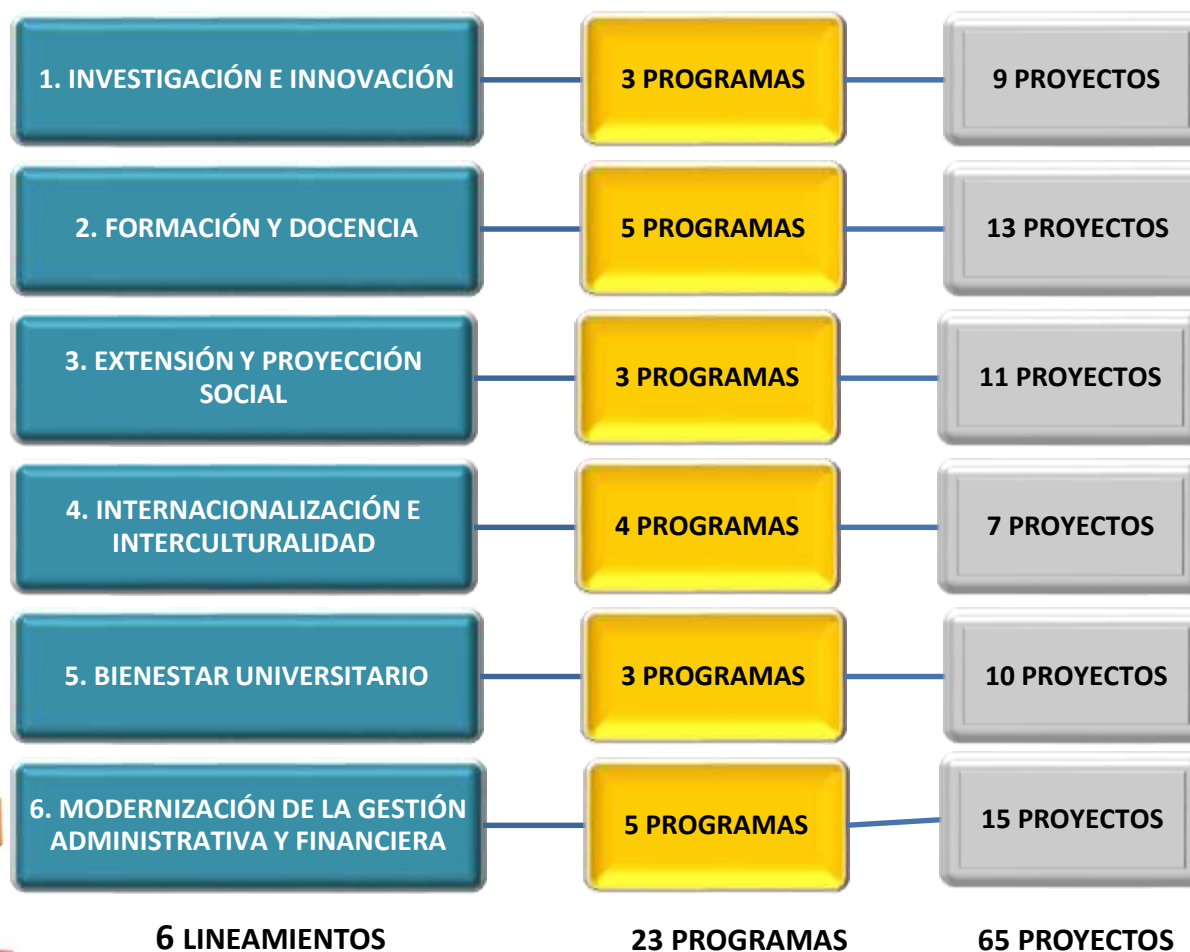 1. INVESTIGACIÓN E INNOVACIÓN
3 PROGRAMAS
9 PROYECTOS
2. FORMACIÓN Y DOCENCIA
5 PROGRAMAS
13 PROYECTOS
3. EXTENSIÓN Y PROYECCIÓN
SOCIAL
3 PROGRAMAS
11 PROYECTOS
4. INTERNACIONALIZACIÓN E
INTERCULTURALIDAD
4 PROGRAMAS
7 PROYECTOS
5. BIENESTAR UNIVERSITARIO
3 PROGRAMAS
10 PROYECTOS
6. MODERNIZACIÓN DE LA GESTIÓN
ADMINISTRATIVA Y FINANCIERA
5 PROGRAMAS
15 PROYECTOS
6 LINEAMIENTOS
23 PROGRAMAS
65 PROYECTOS